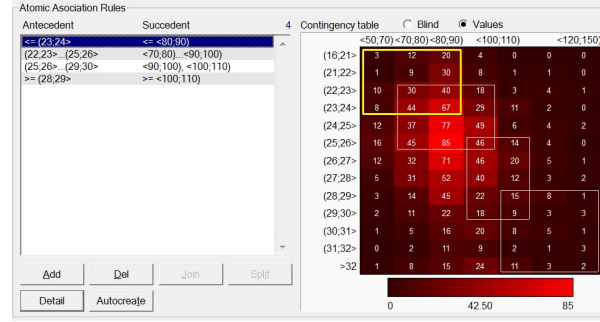 Atomic Asociation Rules
Antecedent Succedent 4
<= (23;24> <= <80;90)
(22;23>...(25;26> <70;80)...<90;100)
(25;26>...(29;30> <90;100), <100;110)
>= (28;29> >= <100;110)
Add Del Join Split
Detail Autocreate
Contingency table Blind Values
<50;70) <70;80) <80;90) <100;110) <120;150)
(16;21> 3 12 20 4 0 0 0
(21;22> 1 9 30 8 1 1 0
(22;23> 10 30 40 18 3 4 1
(23;24> 8 44 67 29 11 2 0
(24;25> 12 37 77 49 6 4 2
(25;26> 16 45 85 46 14 4 0
(26;27> 12 32 71 46 20 5 1
(27;28> 5 31 52 40 12 3 2
(28;29> 3 14 45 22 15 8 1
(29;30> 2 11 22 18 9 3 3
(30;31> 1 5 16 20 8 5 1
(31;32> 0 2 11 9 2 1 3
>32 1 8 15 24 11 3 2
0 42.50 85